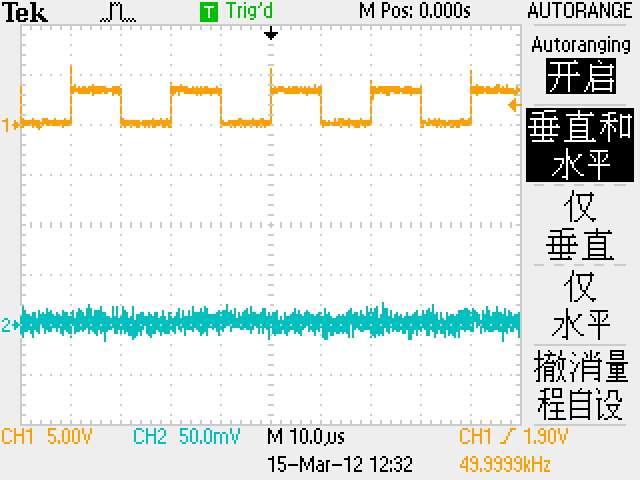 Tek T Trig'd M Pos: 0.000s AUTORANGE
Autoranging
开启
垂直和
水平
仅
垂直
仅
水平
撤消量
程自设
1
2
CH1 5.00V CH2 50.0mV M 10.0µs CH1 1.90V
15-Mar-12 12:32 49.9999kHz